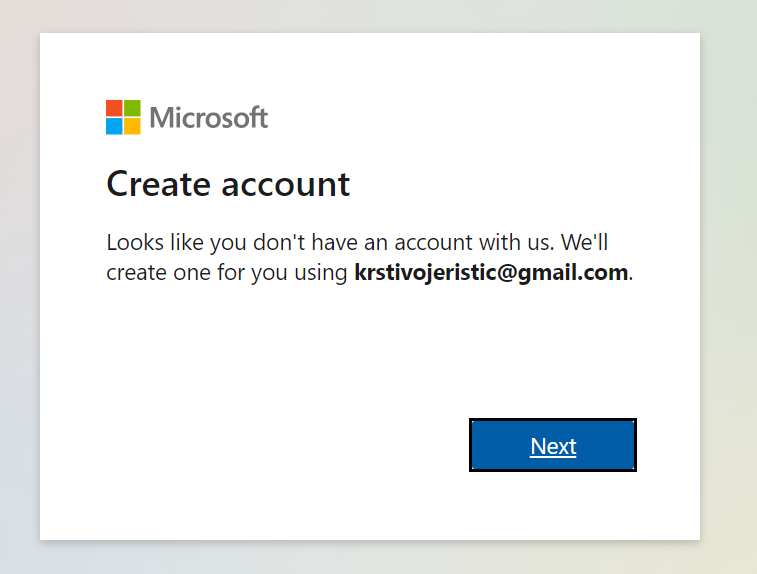 Microsoft
Create account
Looks like you don't have an account with us. We'll
create one for you using krstivojeristic@gmail.com.
Next